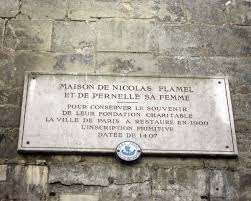 MAISON DE NICOLAS FLAMEL
ET DE PERNELLE SA FEMME
POUR CONSERVER LE SOUVENIR
DE LEUR FONDATION CHARITABLE
LA VILLE DE PARIS A RESTAURÉ EN 1900
L'INSCRIPTION PRIMITIVE
DATÉE DE 1407